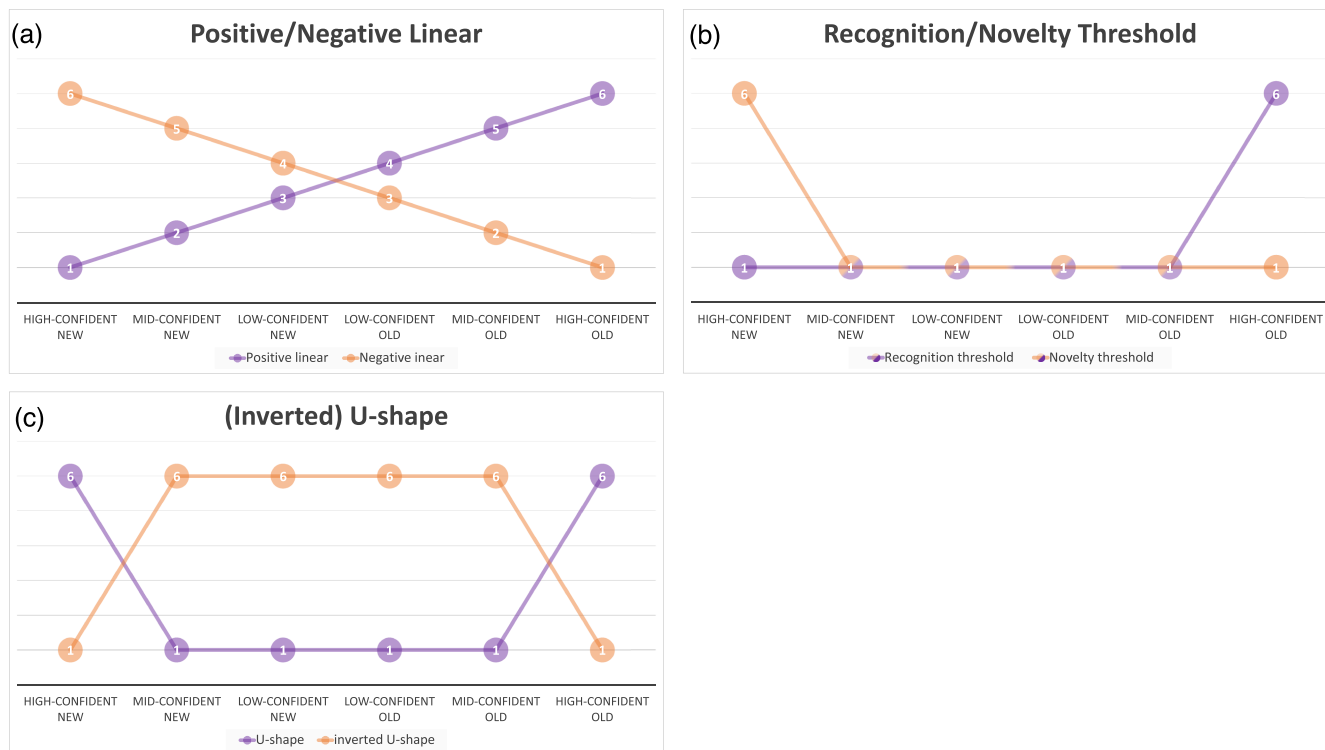 (a)
Positive/Negative Linear
6
5
4
3
2
1
1
2
3
4
5
6
HIGH-CONFIDENT NEW
MID-CONFIDENT NEW
LOW-CONFIDENT NEW
LOW-CONFIDENT OLD
MID-CONFIDENT OLD
HIGH-CONFIDENT OLD
Positive linear
Negative inear
(b)
Recognition/Novelty Threshold
6
6
1
1
1
1
1
1
HIGH-CONFIDENT NEW
MID-CONFIDENT NEW
LOW-CONFIDENT NEW
LOW-CONFIDENT OLD
MID-CONFIDENT OLD
HIGH-CONFIDENT OLD
Recognition threshold
Novelty threshold
(c)
(Inverted) U-shape
6
6
6
6
6
6
1
1
1
1
1
1
HIGH-CONFIDENT NEW
MID-CONFIDENT NEW
LOW-CONFIDENT NEW
LOW-CONFIDENT OLD
MID-CONFIDENT OLD
HIGH-CONFIDENT OLD
U-shape
inverted U-shape